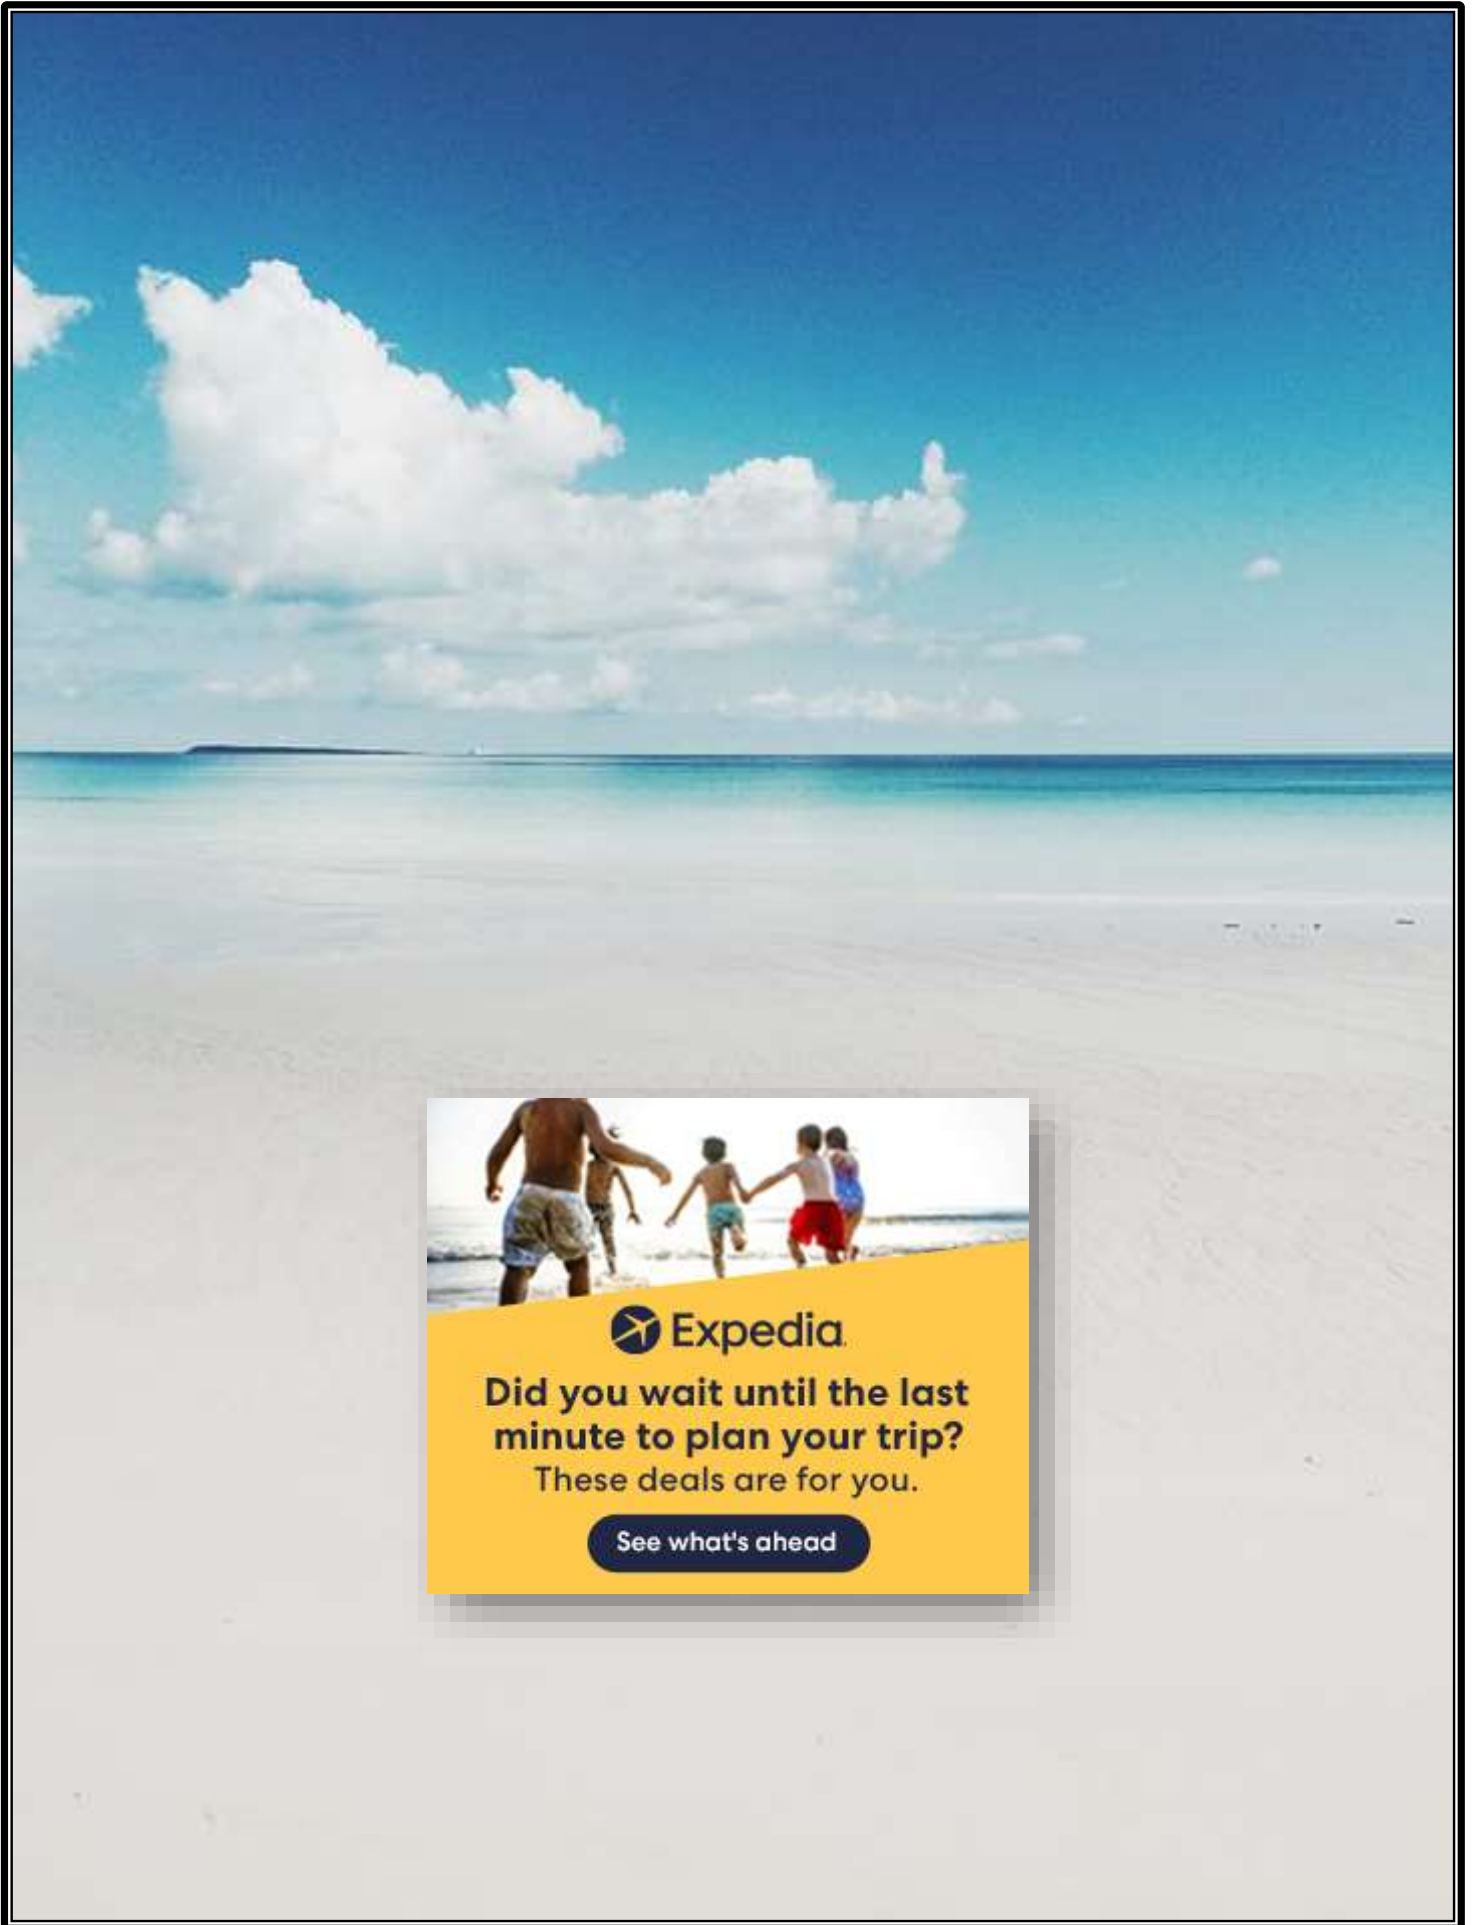 Expedia
Did you wait until the last
minute to plan your trip?
These deals are for you.
See what's ahead